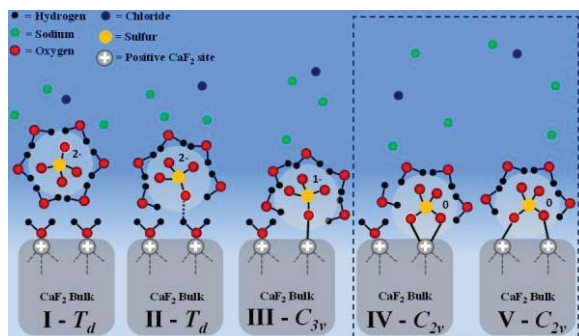 = Hydrogen
= Chloride
= Sodium
= Sulfur
= Oxygen
= Positive CaF2 site
2-
2-
1-
0
0
CaF2 Bulk
CaF2 Bulk
CaF2 Bulk
CaF2 Bulk
CaF2 Bulk
I - Td
II - Td
III - C3v
IV - C2v
V - C2v